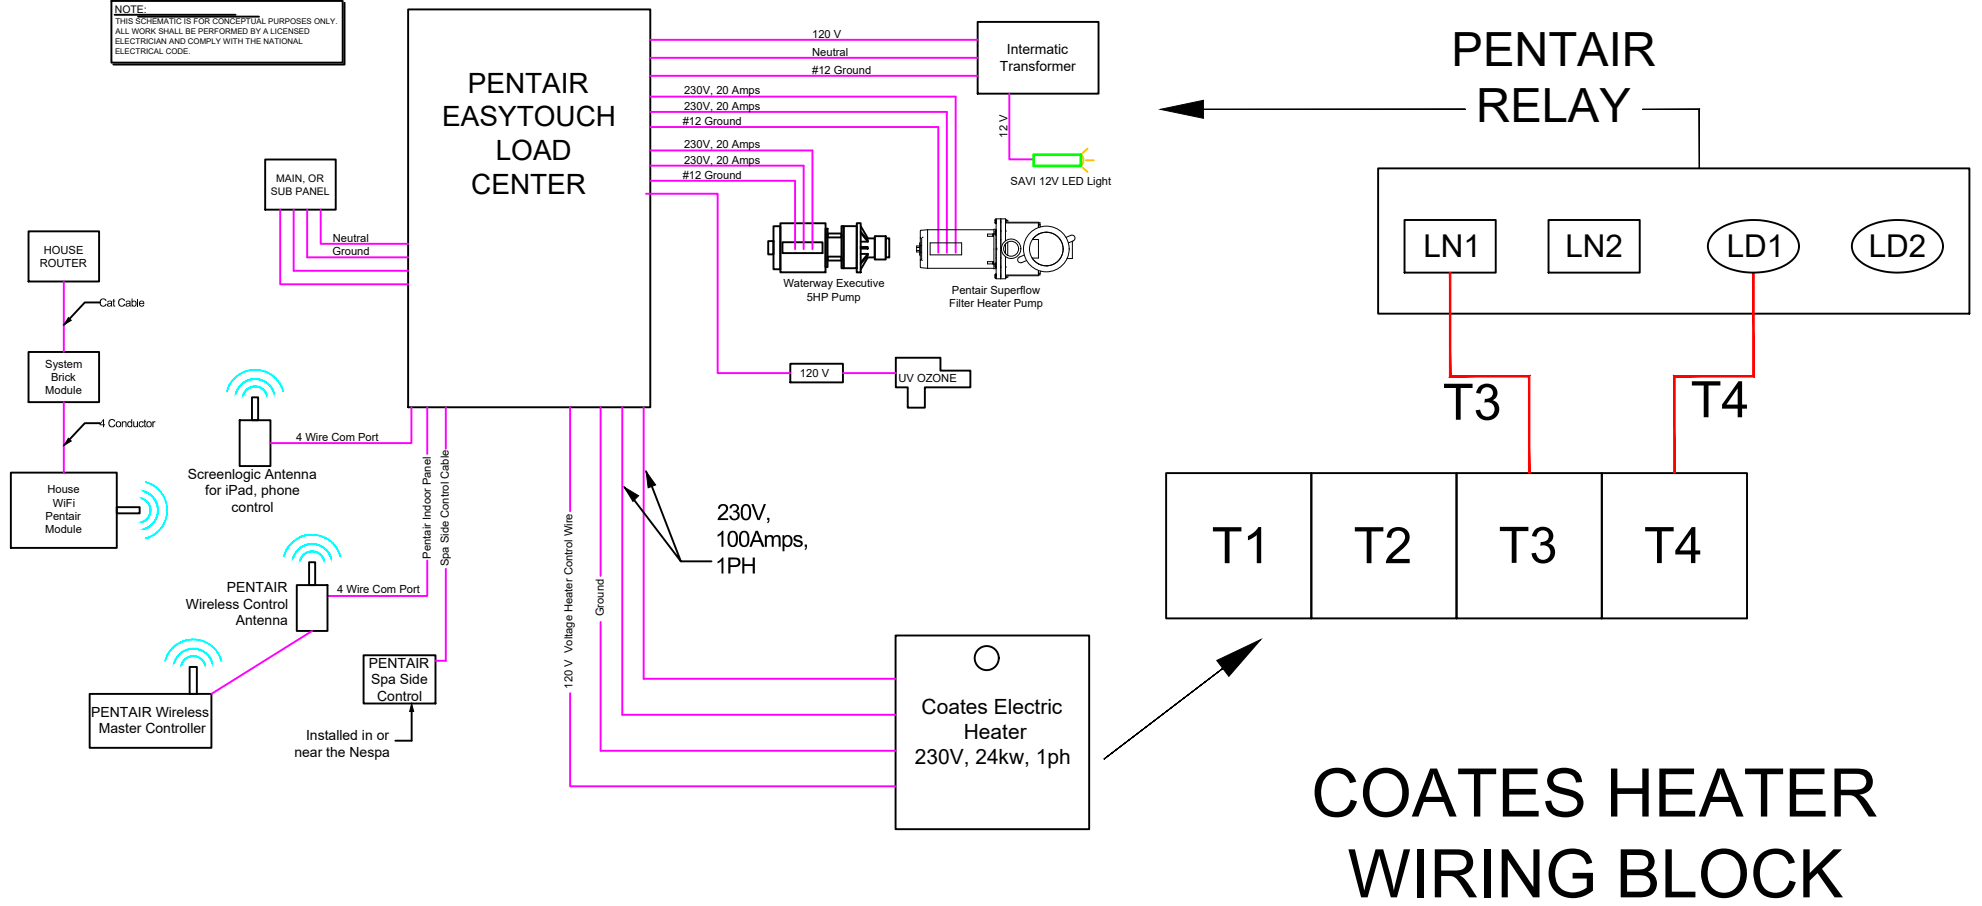 NOTE:
THIS SCHEMATIC IS FOR CONCEPTUAL PURPOSES ONLY.
ALL WORK SHALL BE PERFORMED BY A LICENSED
ELECTRICIAN AND COMPLY WITH THE NATIONAL
ELECTRICAL CODE.
PENTAIR
EASYTOUCH
LOAD
CENTER
120 V
Neutral
#12 Ground
230V, 20 Amps
230V, 20 Amps
#12 Ground
230V, 20 Amps
230V, 20 Amps
#12 Ground
Intermatic
Transformer
12 V
SAVI 12V LED Light
MAIN, OR
SUB PANEL
Neutral
Ground
HOUSE
ROUTER
Cat Cable
System
Brick
Module
4 Conductor
House
WiFi
Pentair
Module
Waterway Executive
5HP Pump
Pentair Superflow
Filter Heater Pump
120 V
UV OZONE
4 Wire Com Port
Screenlogic Antenna
for iPad, phone
control
Pentair Indoor Panel
Spa Side Control Cable
PENTAIR
Wireless Control
Antenna
4 Wire Com Port
PENTAIR Wireless
Master Controller
PENTAIR
Spa Side
Control
Installed in or
near the Nespa
120 V Voltage Heater Control Wire
Ground
230V,
100Amps,
1PH
Coates Electric
Heater
230V, 24kw, 1ph
PENTAIR
RELAY
LN1
LN2
LD1
LD2
T3
T4
T1
T2
T3
T4
COATES HEATER
WIRING BLOCK